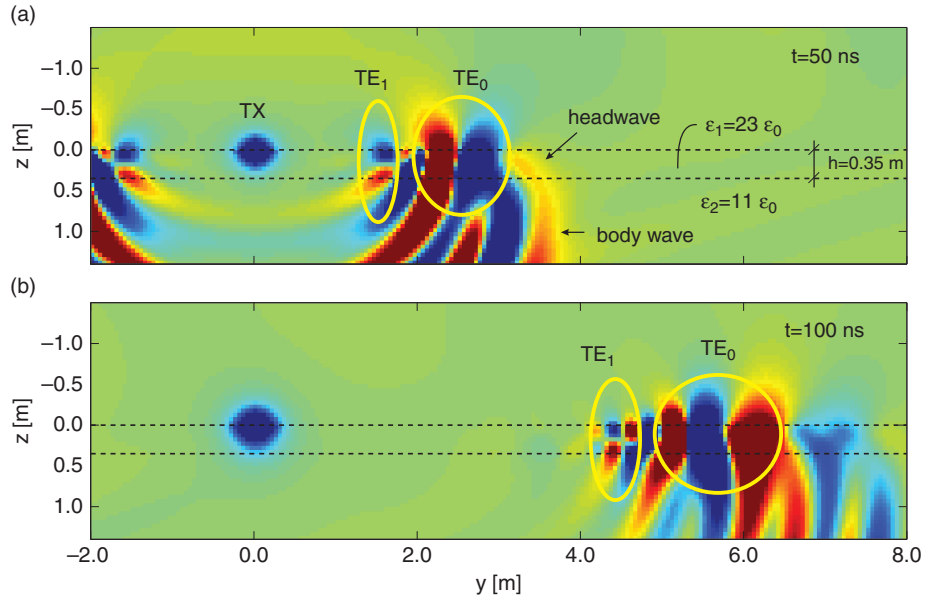 (a)
t=50 ns
TE₁
TE₀
TX
headwave
ε₁=23 ε₀
h=0.35 m
ε₂=11 ε₀
body wave
z [m]
−1.0
−0.5
0.0
0.5
1.0
(b)
t=100 ns
TE₁
TE₀
z [m]
−1.0
−0.5
0.0
0.5
1.0
−2.0 0.0 2.0 4.0 6.0 8.0
y [m]